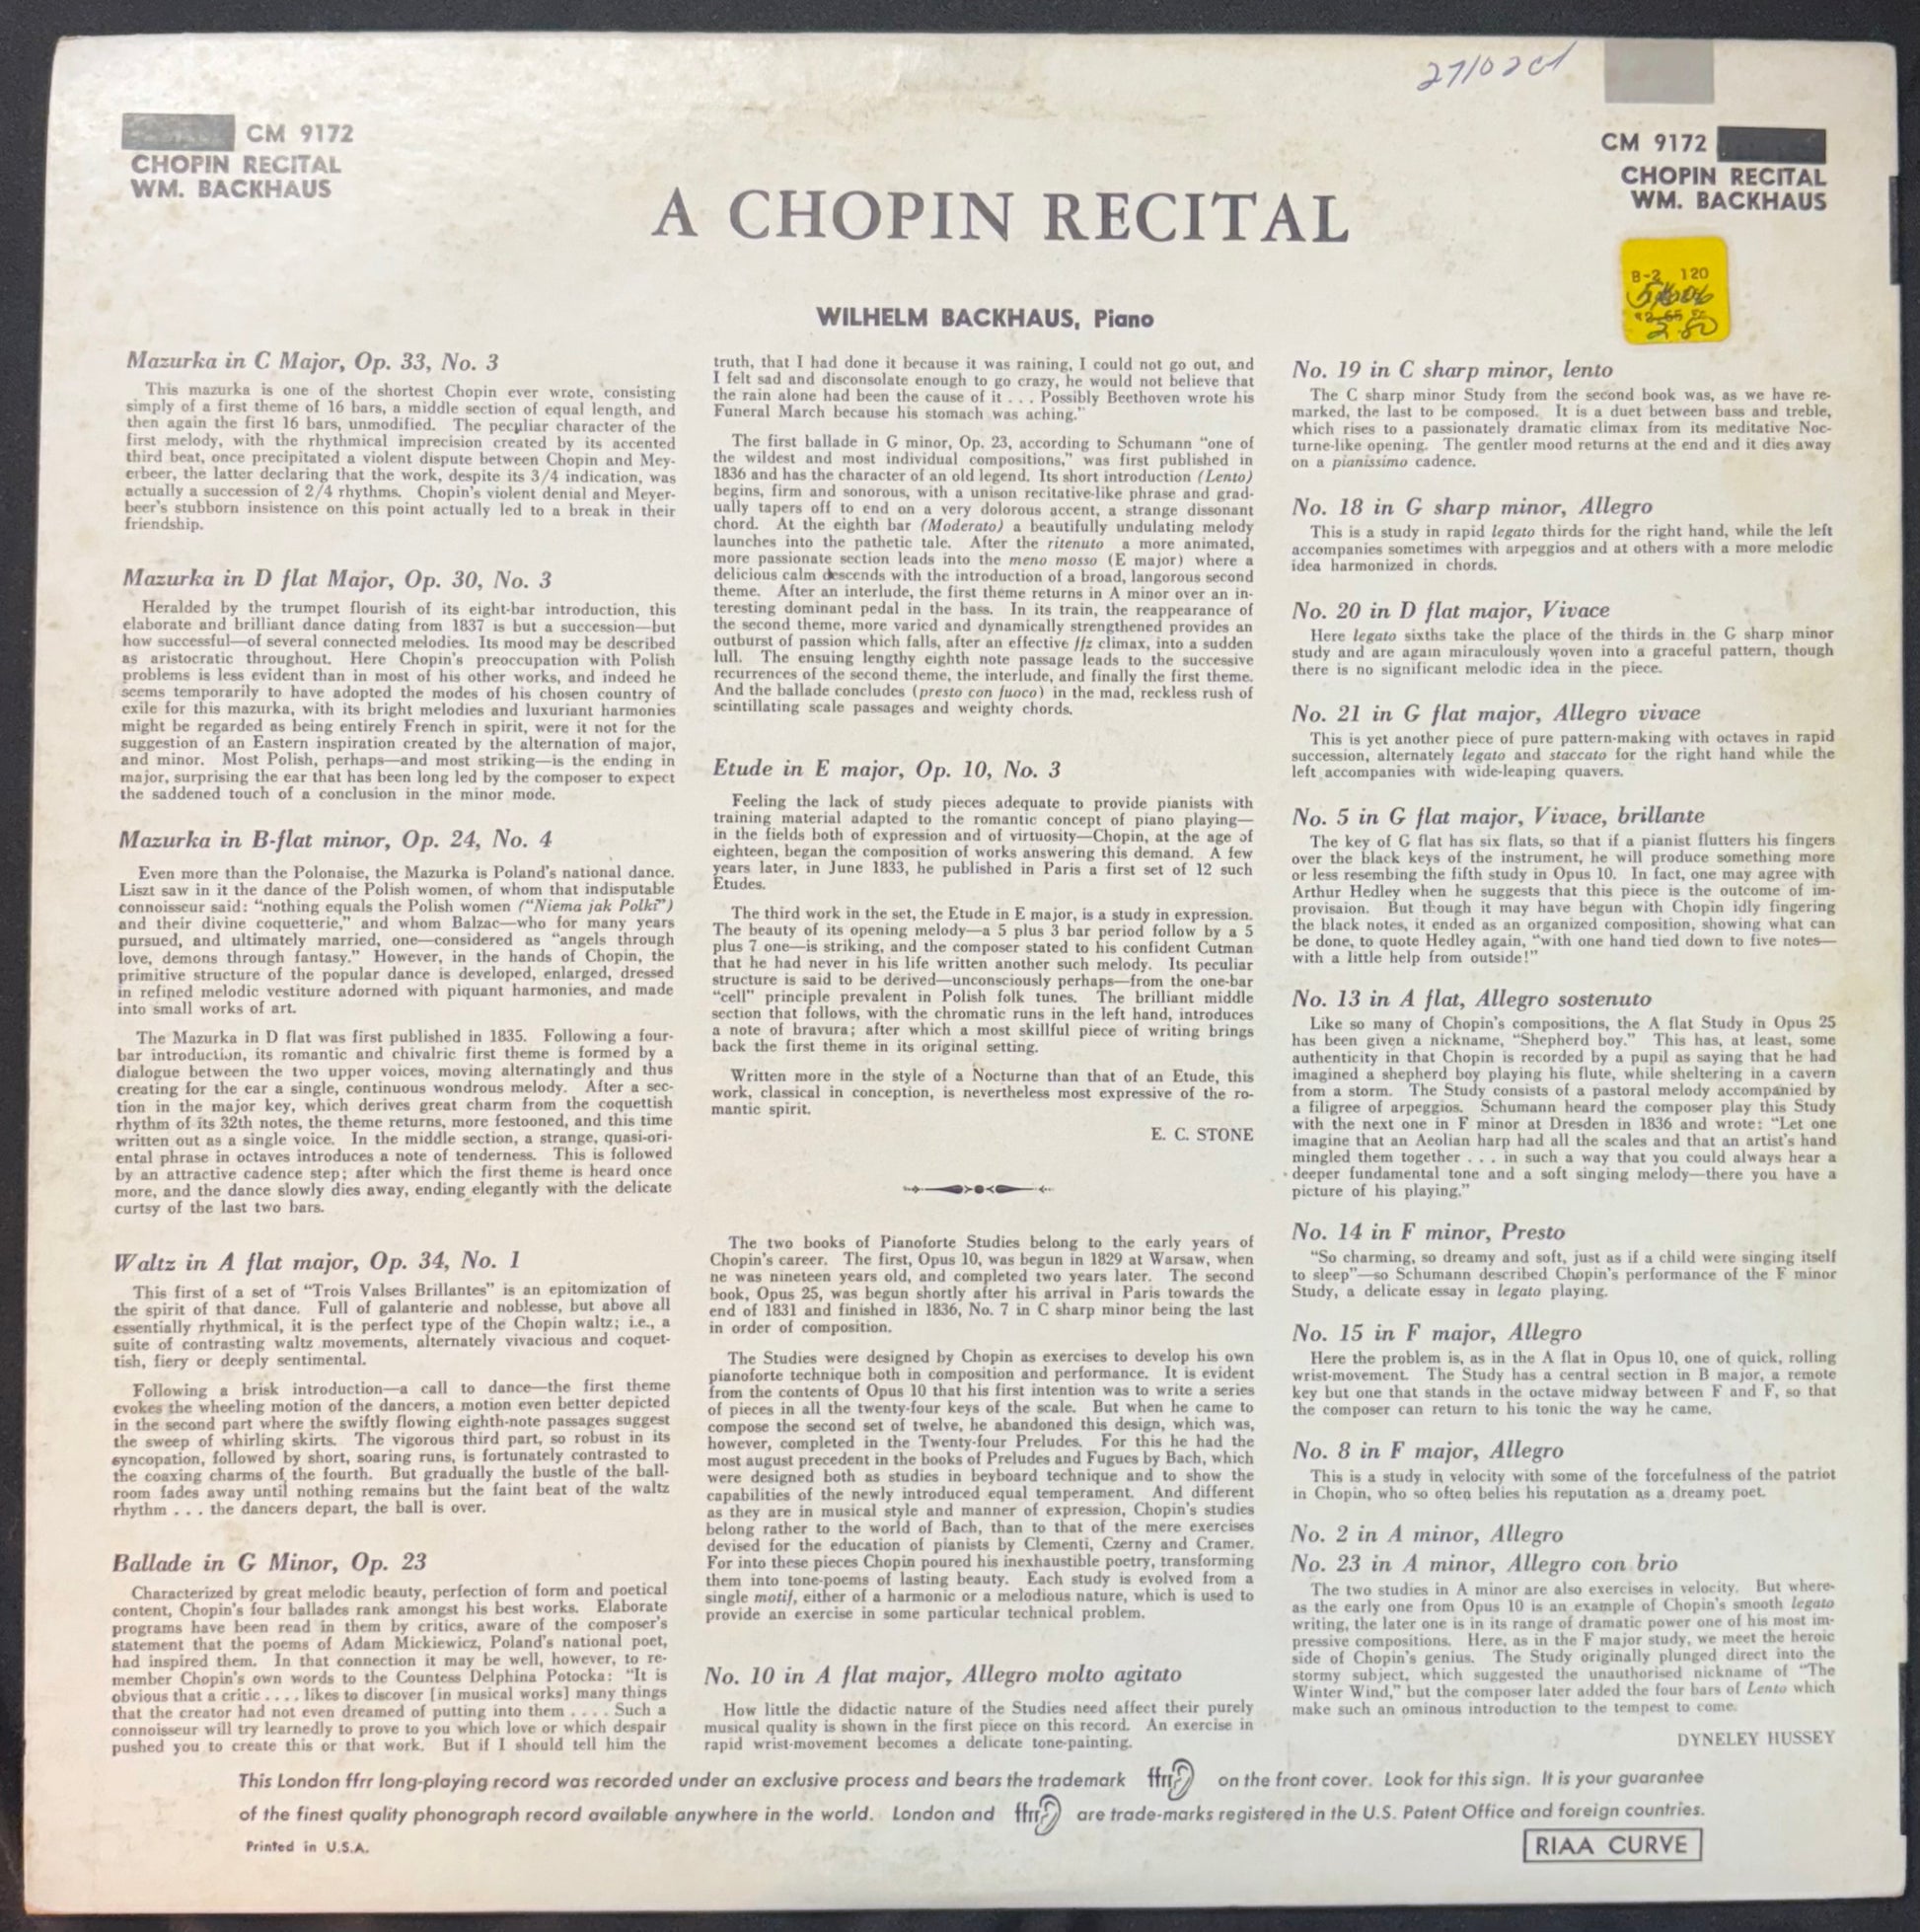 CM 9172
CHOPIN RECITAL
WM. BACKHAUS
CM 9172
CHOPIN RECITAL
WM. BACKHAUS
A CHOPIN RECITAL
B-2 120
2.80
WILHELM BACKHAUS, Piano
Mazurka in C Major, Op. 33, No. 3
This mazurka is one of the shortest Chopin ever wrote, consisting
simply of a first theme of 16 bars, a middle section of equal length, and
then again the first 16 bars, unmodified. The peculiar character of the
first melody, with the rhythmical imprecision created by its accented
third beat, once precipitated a violent dispute between Chopin and Mey-
erbeer, the latter declaring that the work, despite its 3/4 indication, was
actually a succession of 2/4 rhythms. Chopin's violent denial and Meyer-
beer's stubborn insistence on this point actually led to a break in their
friendship.
Mazurka in D flat Major, Op. 30, No. 3
Heralded by the trumpet flourish of its eight-bar introduction, this
elaborate and brilliant dance dating from 1837 is but a succession—but
how successful—of several connected melodies. Its mood may be described
as aristocratic throughout. Here Chopin's preoccupation with Polish
problems is less evident than in most of his other works, and indeed he
seems temporarily to have adopted the modes of his chosen country of
exile for this mazurka, with its bright melodies and luxuriant harmonies
might be regarded as being entirely French in spirit, were it not for the
suggestion of an Eastern inspiration created by the alternation of major,
and minor. Most Polish, perhaps—and most striking—is the ending in
major, surprising the ear that has been long led by the composer to expect
the saddened touch of a conclusion in the minor mode.
Mazurka in B-flat minor, Op. 24, No. 4
Even more than the Polonaise, the Mazurka is Poland's national dance.
Liszt saw in it the dance of the Polish women, of whom that indisputable
connoisseur said: "nothing equals the Polish women ("Niema jak Polki")
and their divine coquetterie," and whom Balzac—who for many years
pursued, and ultimately married, one—considered as "angels through
love, demons through fantasy." However, in the hands of Chopin, the
primitive structure of the popular dance is developed, enlarged, dressed
in refined melodic vestiture adorned with piquant harmonies, and made
into small works of art.
The Mazurka in D flat was first published in 1835. Following a four-
bar introduction, its romantic and chivalric first theme is formed by a
dialogue between the two upper voices, moving alternatingly and thus
creating for the ear a single, continuous wondrous melody. After a sec-
tion in the major key, which derives great charm from the coquettish
rhythm of its 32th notes, the theme returns, more festooned, and this time
written out as a single voice. In the middle section, a strange, quasi-ori-
ental phrase in octaves introduces a note of tenderness. This is followed
by an attractive cadence step; after which the first theme is heard once
more, and the dance slowly dies away, ending elegantly with the delicate
curtsy of the last two bars.
Waltz in A flat major, Op. 34, No. 1
This first of a set of "Trois Valses Brillantes" is an epitomization of
the spirit of that dance. Full of galanterie and noblesse, but above all
essentially rhythmical, it is the perfect type of the Chopin waltz; i.e., a
suite of contrasting waltz movements, alternately vivacious and coquet-
tish, fiery or deeply sentimental.
Following a brisk introduction—a call to dance—the first theme
evokes the wheeling motion of the dancers, a motion even better depicted
in the second part where the swiftly flowing eighth-note passages suggest
the sweep of whirling skirts. The vigorous third part, so robust in its
syncopation, followed by short, soaring runs, is fortunately contrasted to
the coaxing charms of the fourth. But gradually the bustle of the ball-
room fades away until nothing remains but the faint beat of the waltz
rhythm . . . the dancers depart, the ball is over.
Ballade in G Minor, Op. 23
Characterized by great melodic beauty, perfection of form and poetical
content, Chopin's four ballades rank amongst his best works. Elaborate
programs have been read in them by critics, aware of the composer's
statement that the poems of Adam Mickiewicz, Poland's national poet,
had inspired them. In that connection it may be well, however, to re-
member Chopin's own words to the Countess Delphina Potocka: "It is
obvious that a critic . . . . likes to discover [in musical works] many things
that the creator had not even dreamed of putting into them . . . . Such a
connoisseur will try learnedly to prove to you which love or which despair
pushed you to create this or that work. But if I should tell him the
truth, that I had done it because it was raining, I could not go out, and
I felt sad and disconsolate enough to go crazy, he would not believe that
the rain alone had been the cause of it . . . Possibly Beethoven wrote his
Funeral March because his stomach was aching."
The first ballade in G minor, Op. 23, according to Schumann "one of
the wildest and most individual compositions," was first published in
1836 and has the character of an old legend. Its short introduction (Lento)
begins, firm and sonorous, with a unison recitative-like phrase and grad-
ually tapers off to end on a very dolorous accent, a strange dissonant
chord. At the eighth bar (Moderato) a beautifully undulating melody
launches into the pathetic tale. After the ritenuto a more animated,
more passionate section leads into the meno mosso (E major) where a
delicious calm descends with the introduction of a broad, langorous second
theme. After an interlude, the first theme returns in A minor over an in-
teresting dominant pedal in the bass. In its train, the reappearance of
the second theme, more varied and dynamically strengthened provides an
outburst of passion which falls, after an effective ffz climax, into a sudden
lull. The ensuing lengthy eighth note passage leads to the successive
recurrences of the second theme, the interlude, and finally the first theme.
And the ballade concludes (presto con fuoco) in the mad, reckless rush of
scintillating scale passages and weighty chords.
Etude in E major, Op. 10, No. 3
Feeling the lack of study pieces adequate to provide pianists with
training material adapted to the romantic concept of piano playing—
in the fields both of expression and of virtuosity—Chopin, at the age of
eighteen, began the composition of works answering this demand. A few
years later, in June 1833, he published in Paris a first set of 12 such
Etudes.
The third work in the set, the Etude in E major, is a study in expression.
The beauty of its opening melody—a 5 plus 3 bar period follow by a 5
plus 7 one—is striking, and the composer stated to his confident Cutman
that he had never in his life written another such melody. Its peculiar
structure is said to be derived—unconsciously perhaps—from the one-bar
"cell" principle prevalent in Polish folk tunes. The brilliant middle
section that follows, with the chromatic runs in the left hand, introduces
a note of bravura; after which a most skillful piece of writing brings
back the first theme in its original setting.
Written more in the style of a Nocturne than that of an Etude, this
work, classical in conception, is nevertheless most expressive of the ro-
mantic spirit.
E. C. STONE
The two books of Pianoforte Studies belong to the early years of
Chopin's career. The first, Opus 10, was begun in 1829 at Warsaw, when
ne was nineteen years old, and completed two years later. The second
book, Opus 25, was begun shortly after his arrival in Paris towards the
end of 1831 and finished in 1836, No. 7 in C sharp minor being the last
in order of composition.
The Studies were designed by Chopin as exercises to develop his own
pianoforte technique both in composition and performance. It is evident
from the contents of Opus 10 that his first intention was to write a series
of pieces in all the twenty-four keys of the scale. But when he came to
compose the second set of twelve, he abandoned this design, which was,
however, completed in the Twenty-four Preludes. For this he had the
most august precedent in the books of Preludes and Fugues by Bach, which
were designed both as studies in beyboard technique and to show the
capabilities of the newly introduced equal temperament. And different
as they are in musical style and manner of expression, Chopin's studies
belong rather to the world of Bach, than to that of the mere exercises
devised for the education of pianists by Clementi, Czerny and Cramer.
For into these pieces Chopin poured his inexhaustible poetry, transforming
them into tone-poems of lasting beauty. Each study is evolved from a
single motif, either of a harmonic or a melodious nature, which is used to
provide an exercise in some particular technical problem.
No. 10 in A flat major, Allegro molto agitato
How little the didactic nature of the Studies need affect their purely
musical quality is shown in the first piece on this record. An exercise in
rapid wrist-movement becomes a delicate tone-painting.
No. 19 in C sharp minor, lento
The C sharp minor Study from the second book was, as we have re-
marked, the last to be composed. It is a duet between bass and treble,
which rises to a passionately dramatic climax from its meditative Noc-
turne-like opening. The gentler mood returns at the end and it dies away
on a pianissimo cadence.
No. 18 in G sharp minor, Allegro
This is a study in rapid legato thirds for the right hand, while the left
accompanies sometimes with arpeggios and at others with a more melodic
idea harmonized in chords.
No. 20 in D flat major, Vivace
Here legato sixths take the place of the thirds in the G sharp minor
study and are again miraculously woven into a graceful pattern, though
there is no significant melodic idea in the piece.
No. 21 in G flat major, Allegro vivace
This is yet another piece of pure pattern-making with octaves in rapid
succession, alternately legato and staccato for the right hand while the
left accompanies with wide-leaping quavers.
No. 5 in G flat major, Vivace, brillante
The key of G flat has six flats, so that if a pianist flutters his fingers
over the black keys of the instrument, he will produce something more
or less resembing the fifth study in Opus 10. In fact, one may agree with
Arthur Hedley when he suggests that this piece is the outcome of im-
provisaion. But though it may have begun with Chopin idly fingering
the black notes, it ended as an organized composition, showing what can
be done, to quote Hedley again, "with one hand tied down to five notes—
with a little help from outside!"
No. 13 in A flat, Allegro sostenuto
Like so many of Chopin's compositions, the A flat Study in Opus 25
has been given a nickname, "Shepherd boy." This has, at least, some
authenticity in that Chopin is recorded by a pupil as saying that he had
imagined a shepherd boy playing his flute, while sheltering in a cavern
from a storm. The Study consists of a pastoral melody accompanied by
a filigree of arpeggios. Schumann heard the composer play this Study
with the next one in F minor at Dresden in 1836 and wrote: "Let one
imagine that an Aeolian harp had all the scales and that an artist's hand
mingled them together . . . in such a way that you could always hear a
deeper fundamental tone and a soft singing melody—there you have a
picture of his playing."
No. 14 in F minor, Presto
"So charming, so dreamy and soft, just as if a child were singing itself
to sleep"—so Schumann described Chopin's performance of the F minor
Study, a delicate essay in legato playing.
No. 15 in F major, Allegro
Here the problem is, as in the A flat in Opus 10, one of quick, rolling
wrist-movement. The Study has a central section in B major, a remote
key but one that stands in the octave midway between F and F, so that
the composer can return to his tonic the way he came.
No. 8 in F major, Allegro
This is a study in velocity with some of the forcefulness of the patriot
in Chopin, who so often belies his reputation as a dreamy poet.
No. 2 in A minor, Allegro
No. 23 in A minor, Allegro con brio
The two studies in A minor are also exercises in velocity. But where-
as the early one from Opus 10 is an example of Chopin's smooth legato
writing, the later one is in its range of dramatic power one of his most im-
pressive compositions. Here, as in the F major study, we meet the heroic
side of Chopin's genius. The Study originally plunged direct into the
stormy subject, which suggested the unauthorised nickname of "The
Winter Wind," but the composer later added the four bars of Lento which
make such an ominous introduction to the tempest to come.
DYNELEY HUSSEY
This London ffrr long-playing record was recorded under an exclusive process and bears the trademark ffrr on the front cover. Look for this sign. It is your guarantee
of the finest quality phonograph record available anywhere in the world. London and ffrr are trade-marks registered in the U.S. Patent Office and foreign countries.
Printed in U.S.A.
RIAA CURVE